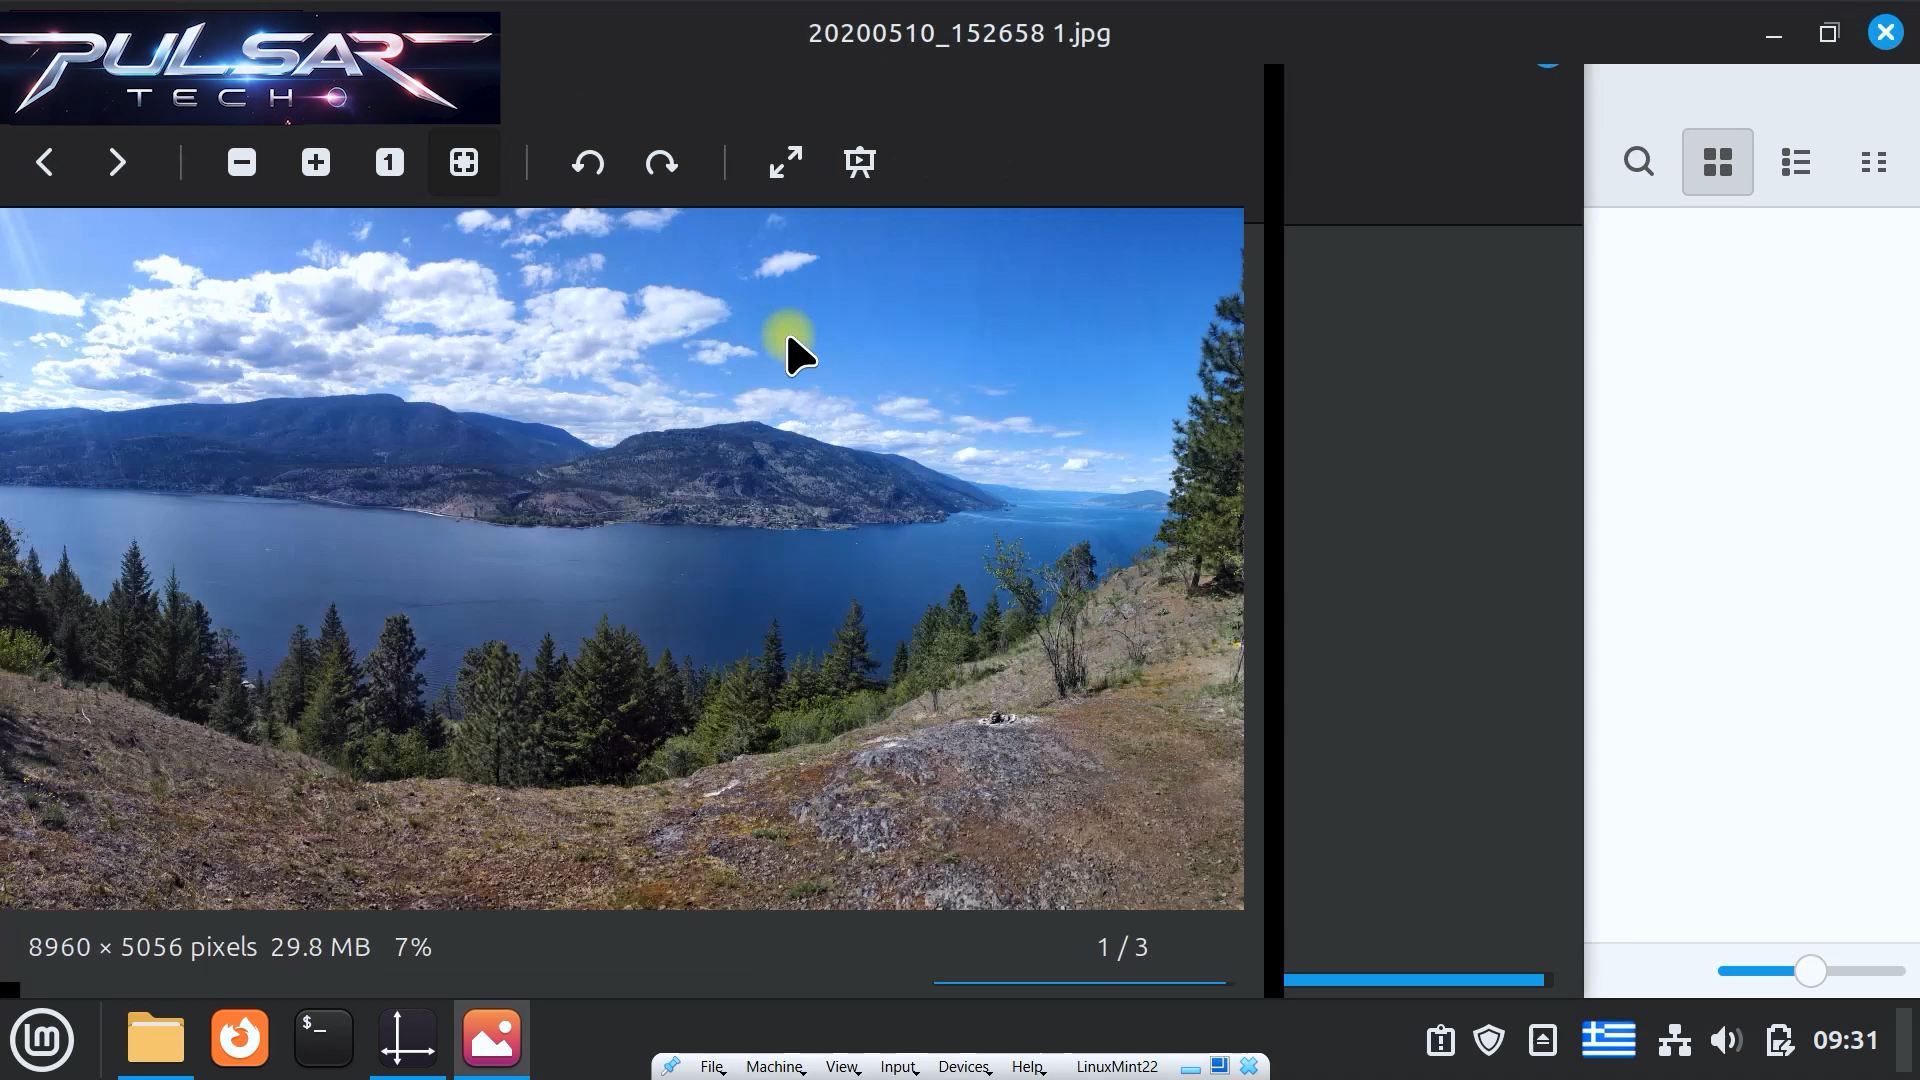 PULSAR
TECH
20200510_152658 1.jpg
1
8960 × 5056 pixels 29.8 MB 7%
1 / 3
$_
lm
09:31
File Machine View Input Devices Help LinuxMint22